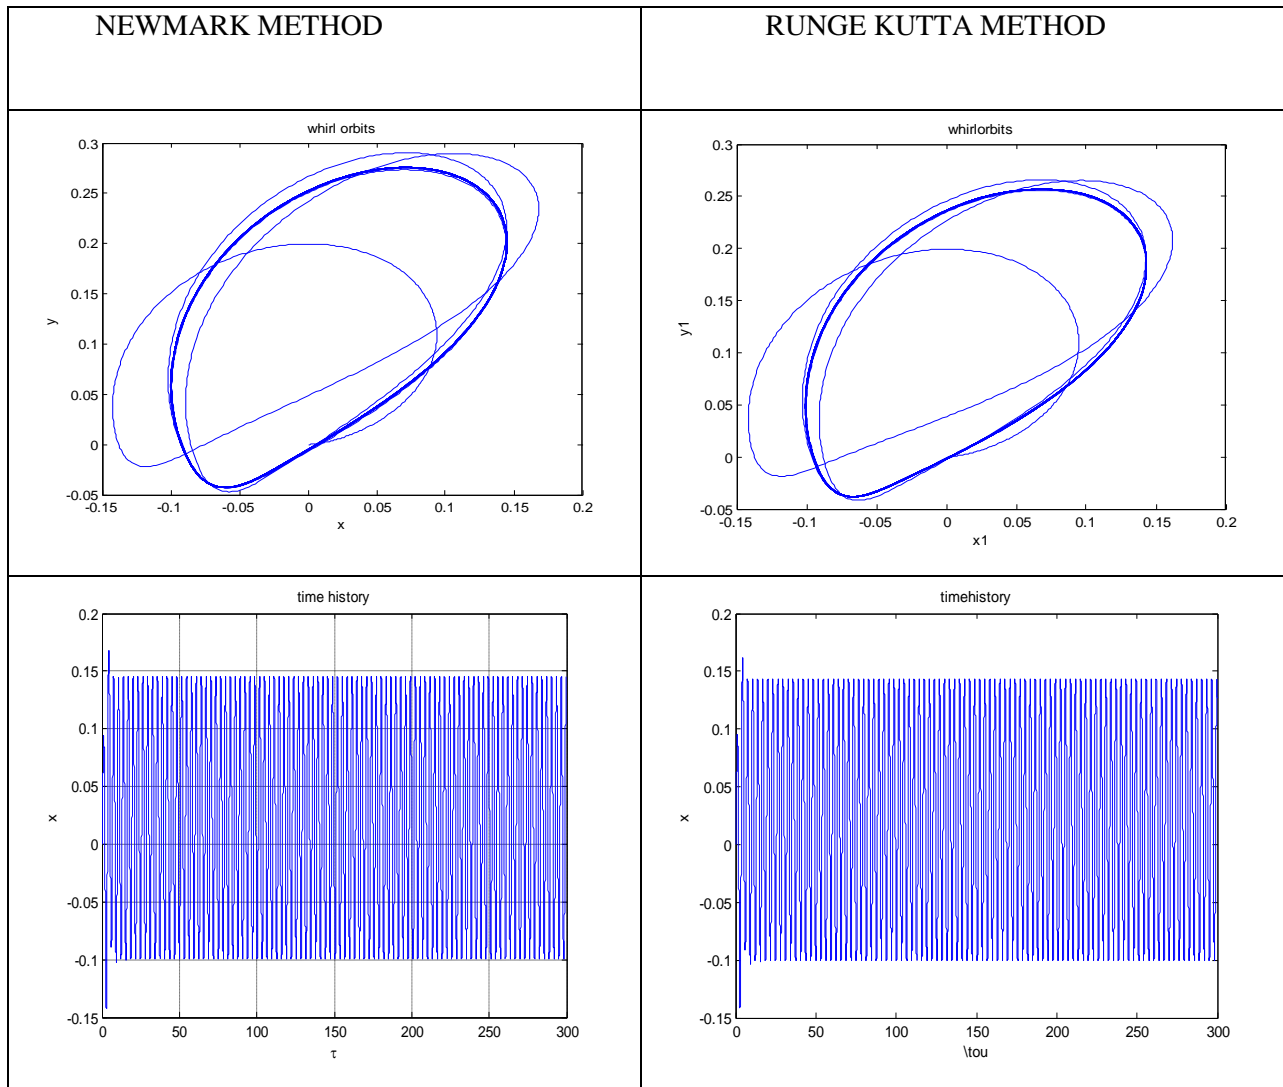 NEWMARK METHOD
RUNGE KUTTA METHOD
whirl orbits
0.3
0.25
0.2
0.15
0.1
0.05
0
-0.05
y
-0.15 -0.1 -0.05 0 0.05 0.1 0.15 0.2
x
whirlorbits
0.3
0.25
0.2
0.15
0.1
0.05
0
-0.05
y1
-0.15 -0.1 -0.05 0 0.05 0.1 0.15 0.2
x1
time history
0.2
0.15
0.1
0.05
0
-0.05
-0.1
-0.15
x
0 50 100 150 200 250 300
τ
timehistory
0.2
0.15
0.1
0.05
0
-0.05
-0.1
-0.15
x
0 50 100 150 200 250 300
\tou